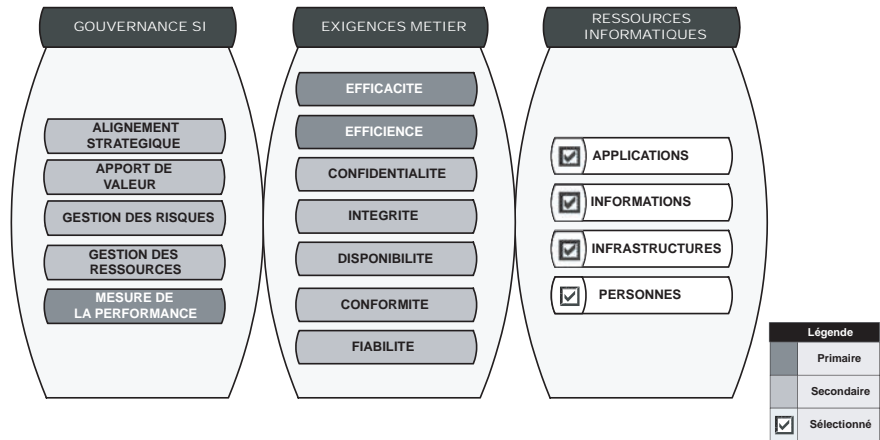 GOUVERNANCE SI
ALIGNEMENT
STRATEGIQUE
APPORT DE
VALEUR
GESTION DES RISQUES
GESTION DES
RESSOURCES
MESURE DE
LA PERFORMANCE
EXIGENCES METIER
EFFICACITE
EFFICIENCE
CONFIDENTIALITE
INTEGRITE
DISPONIBILITE
CONFORMITE
FIABILITE
RESSOURCES
INFORMATIQUES
APPLICATIONS
INFORMATIONS
INFRASTRUCTURES
PERSONNES
Légende
Primaire
Secondaire
Sélectionné